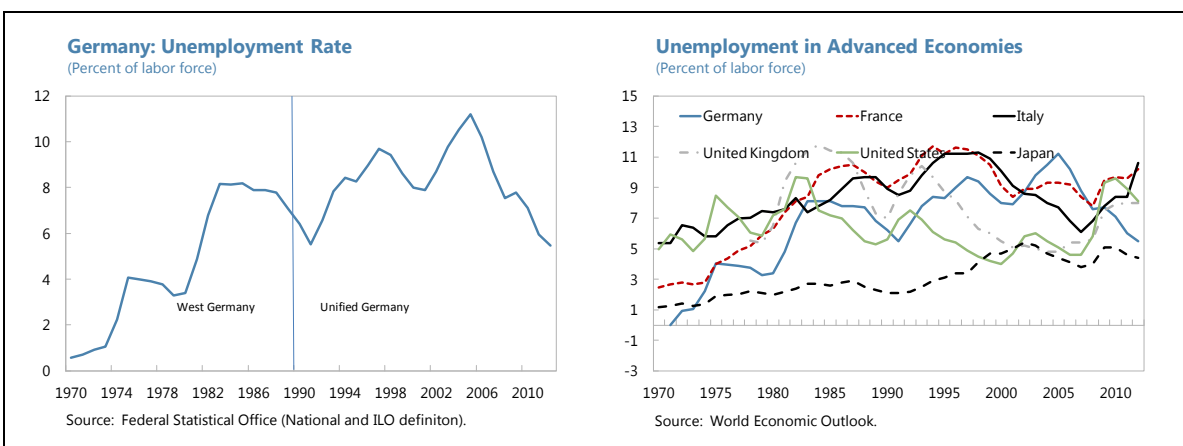 Germany: Unemployment Rate
(Percent of labor force)
12
10
8
6
4
2
0
West Germany
Unified Germany
1970 1974 1978 1982 1986 1990 1994 1998 2002 2006 2010
Source: Federal Statistical Office (National and ILO definiton).
Unemployment in Advanced Economies
(Percent of labor force)
15
13
11
9
7
5
3
1
-1
-3
Germany France Italy
United Kingdom United States Japan
1970 1975 1980 1985 1990 1995 2000 2005 2010
Source: World Economic Outlook.